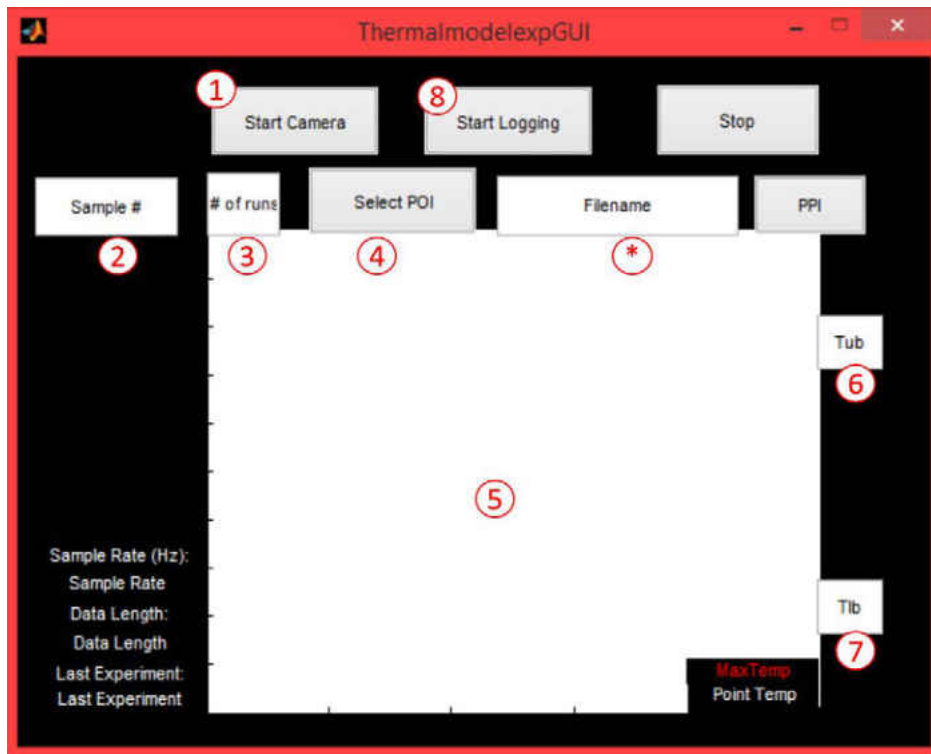 ThermalmodelexpGUI
1
Start Camera
8
Start Logging
Stop
Sample #
# of runs
Select POI
Filename
PPI
2
3
4
*
Tub
6
5
Sample Rate (Hz):
Sample Rate
Data Length:
Data Length
Last Experiment:
Last Experiment
Tlb
7
MaxTemp
Point Temp